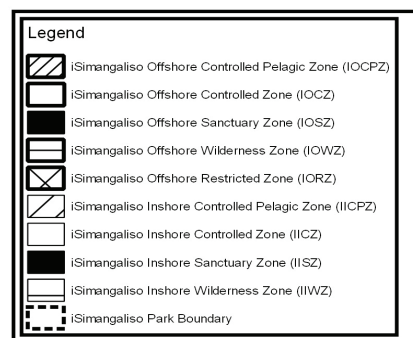 Legend
iSimangaliso Offshore Controlled Pelagic Zone (IOCPZ)
iSimangaliso Offshore Controlled Zone (IOCZ)
iSimangaliso Offshore Sanctuary Zone (IOSZ)
iSimangaliso Offshore Wilderness Zone (IOWZ)
iSimangaliso Offshore Restricted Zone (IORZ)
iSimangaliso Inshore Controlled Pelagic Zone (IICPZ)
iSimangaliso Inshore Controlled Zone (IICZ)
iSimangaliso Inshore Sanctuary Zone (IISZ)
iSimangaliso Inshore Wilderness Zone (IIWZ)
iSimangaliso Park Boundary